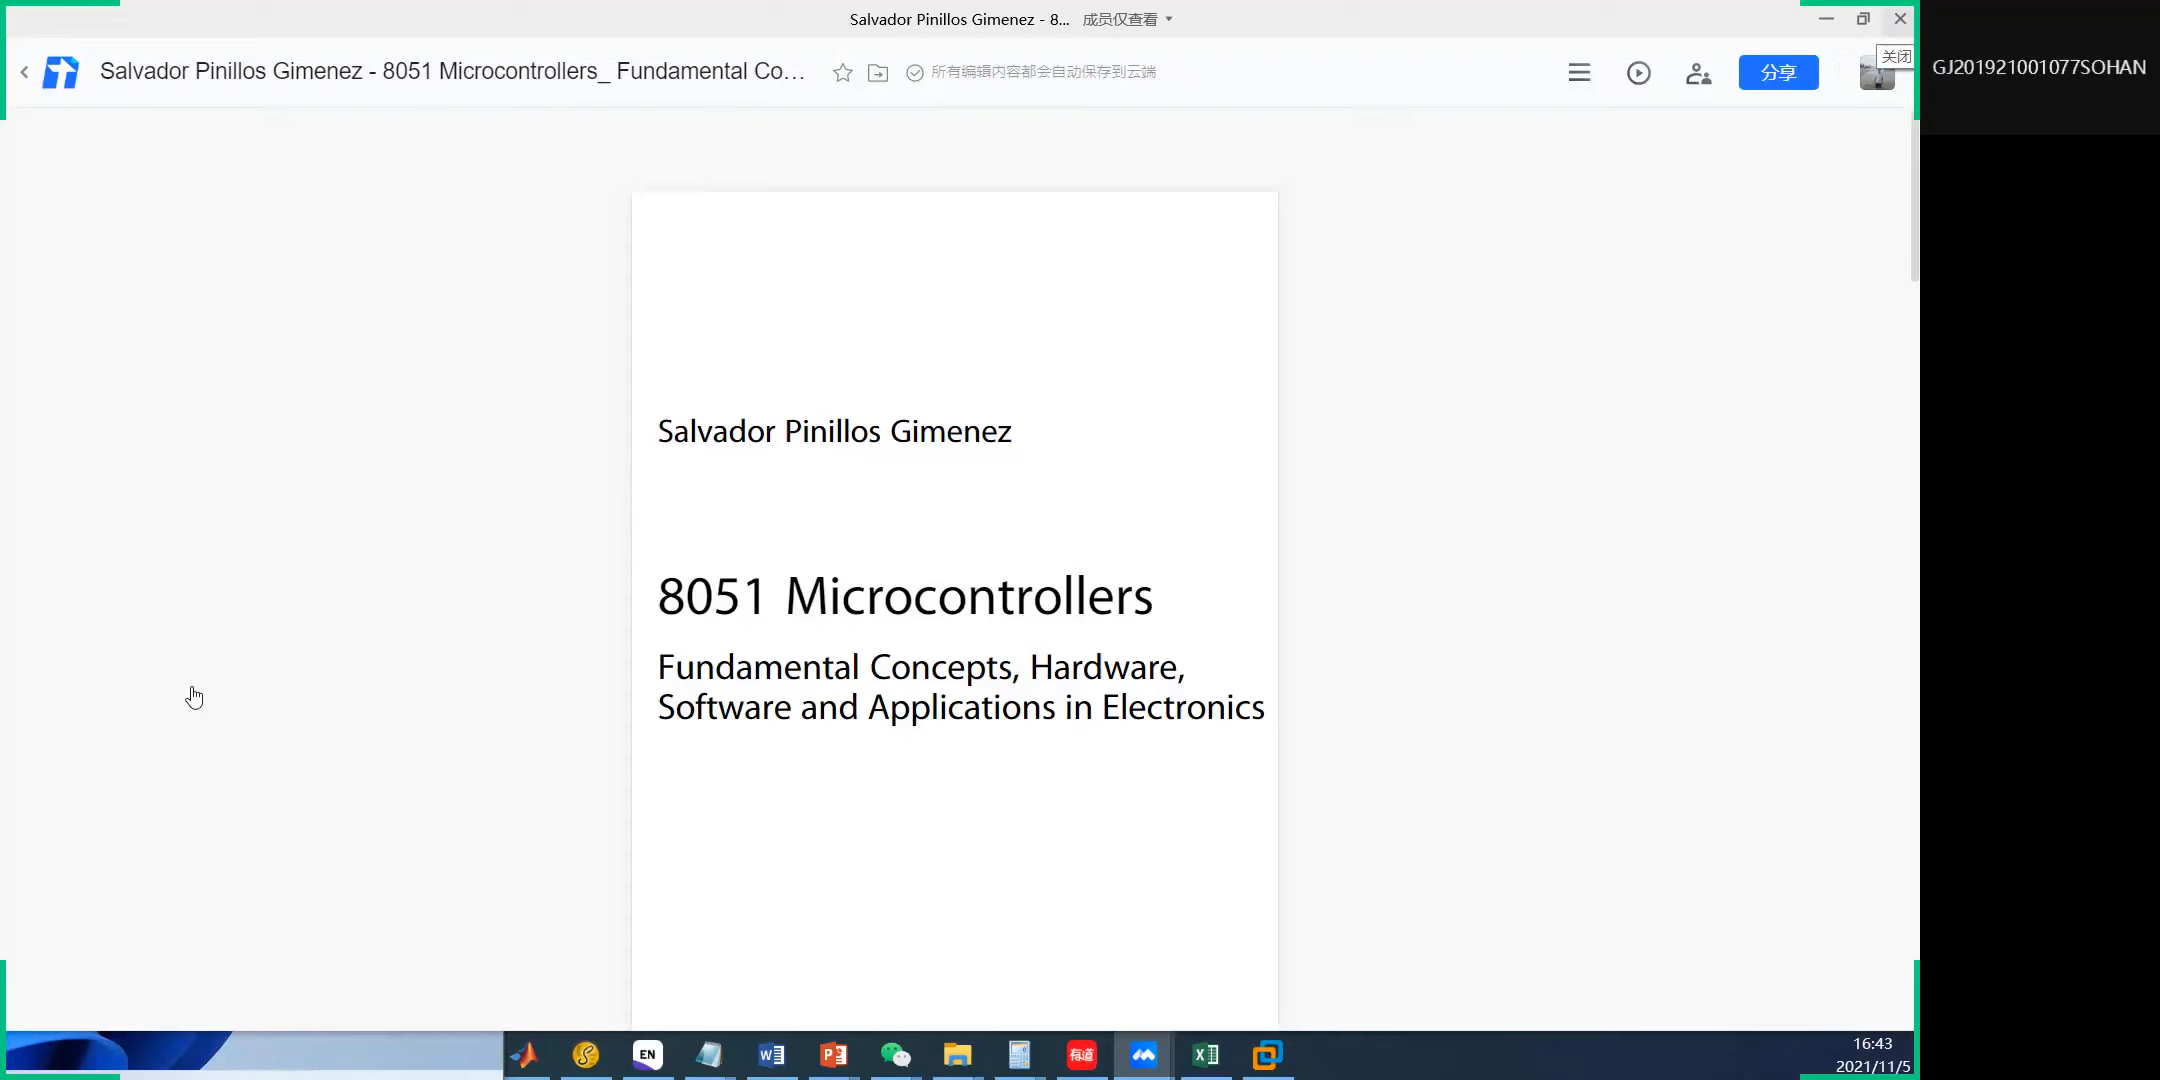 Salvador Pinillos Gimenez - 8... 成员仅查看
关闭
Salvador Pinillos Gimenez - 8051 Microcontrollers_ Fundamental Co... 所有编辑内容都会自动保存到云端 分享
GJ201921001077SOHAN
Salvador Pinillos Gimenez
8051 Microcontrollers
Fundamental Concepts, Hardware,
Software and Applications in Electronics
EN
有道
16:43
2021/11/5